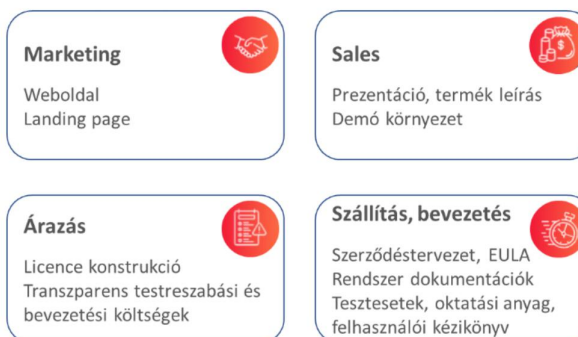 Marketing
Weboldal
Landing page
Sales
Prezentáció, termék leírás
Demó környezet
Árazás
Licence konstrukció
Transzparens testreszabási és
bevezetési költségek
Szállítás, bevezetés
Szerződéstervezet, EULA
Rendszer dokumentációk
Tesztesetek, oktatási anyag,
felhasználói kézikönyv